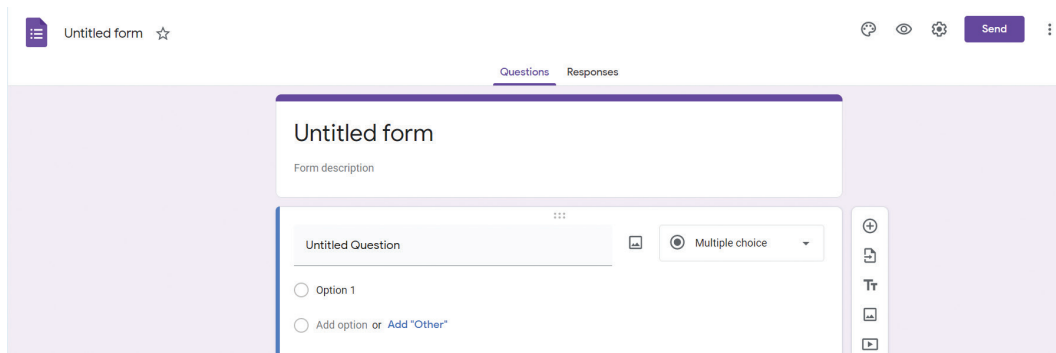 Untitled form
Send
Questions Responses
Untitled form
Form description
Untitled Question
Multiple choice
Option 1
Add option or Add "Other"
Tт